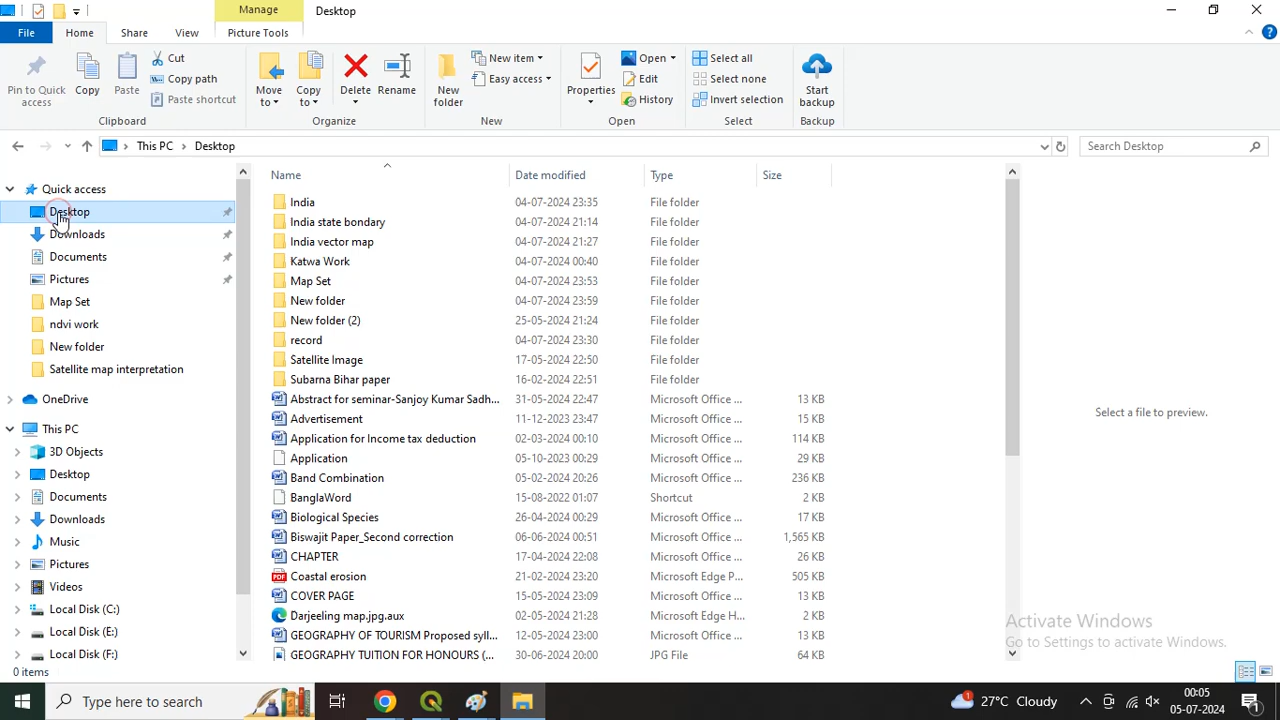 Manage
Desktop
File
Home
Share
View
Picture Tools
Pin to Quick access
Copy
Paste
Cut
Copy path
Paste shortcut
Clipboard
Move to
Copy to
Delete
Rename
Organize
New folder
New item
Easy access
New
Properties
Open
Edit
History
Open
Select all
Select none
Invert selection
Select
Start backup
Backup
This PC
Desktop
Search Desktop
Quick access
Desktop
Downloads
Documents
Pictures
Map Set
ndvi work
New folder
Satellite map interpretation
OneDrive
This PC
3D Objects
Desktop
Documents
Downloads
Music
Pictures
Videos
Local Disk (C:)
Local Disk (E:)
Local Disk (F:)
Name Date modified Type Size
India 04-07-2024 23:35 File folder
India state bondary 04-07-2024 21:14 File folder
India vector map 04-07-2024 21:27 File folder
Katwa Work 04-07-2024 00:40 File folder
Map Set 04-07-2024 23:53 File folder
New folder 04-07-2024 23:59 File folder
New folder (2) 25-05-2024 21:24 File folder
record 04-07-2024 23:30 File folder
Satellite Image 17-05-2024 22:50 File folder
Subarna Bihar paper 16-02-2024 22:51 File folder
Abstract for seminar-Sanjoy Kumar Sadh... 31-05-2024 22:47 Microsoft Office ... 13 KB
Advertisement 11-12-2023 23:47 Microsoft Office ... 15 KB
Application for Income tax deduction 02-03-2024 00:10 Microsoft Office ... 114 KB
Application 05-10-2023 00:29 Microsoft Office ... 29 KB
Band Combination 05-02-2024 20:26 Microsoft Office ... 236 KB
BanglaWord 15-08-2022 01:07 Shortcut 2 KB
Biological Species 26-04-2024 00:29 Microsoft Office ... 17 KB
Biswajit Paper_Second correction 06-06-2024 00:51 Microsoft Office ... 1,565 KB
CHAPTER 17-04-2024 22:08 Microsoft Office ... 26 KB
Coastal erosion 21-02-2024 23:20 Microsoft Edge P... 505 KB
COVER PAGE 15-05-2024 23:09 Microsoft Office ... 13 KB
Darjeeling map.jpg.aux 02-05-2024 21:28 Microsoft Edge H... 2 KB
GEOGRAPHY OF TOURISM Proposed syll... 12-05-2024 23:00 Microsoft Office ... 13 KB
GEOGRAPHY TUITION FOR HONOURS (... 30-06-2024 20:00 JPG File 64 KB
Select a file to preview.
Activate Windows
Go to Settings to activate Windows.
0 items
Type here to search
1
27°C Cloudy
00:05
05-07-2024
1